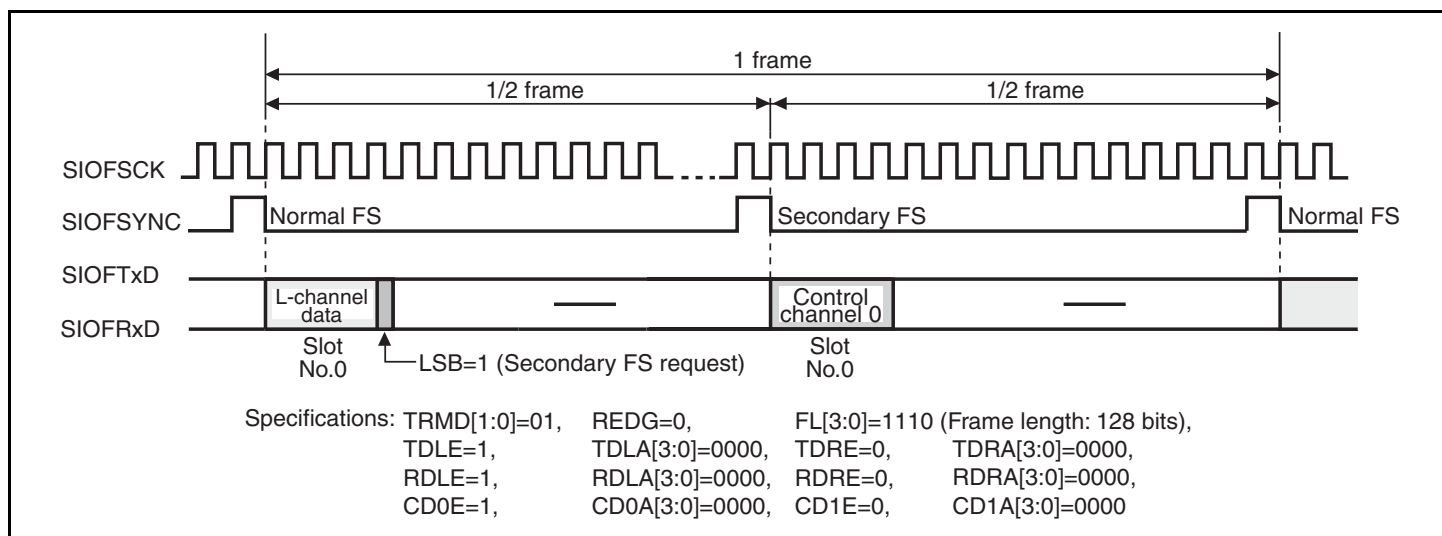 1 frame
1/2 frame 1/2 frame
SIOFSCK
SIOFSYNC Normal FS Secondary FS Normal FS
SIOFTxD
L-channel
data
Control
channel 0
SIOFRxD
Slot
No.0
LSB=1 (Secondary FS request)
Slot
No.0
Specifications: TRMD[1:0]=01, REDG=0, FL[3:0]=1110 (Frame length: 128 bits),
TDLE=1, TDLA[3:0]=0000, TDRE=0, TDRA[3:0]=0000,
RDLE=1, RDLA[3:0]=0000, RDRE=0, RDRA[3:0]=0000,
CD0E=1, CD0A[3:0]=0000, CD1E=0, CD1A[3:0]=0000